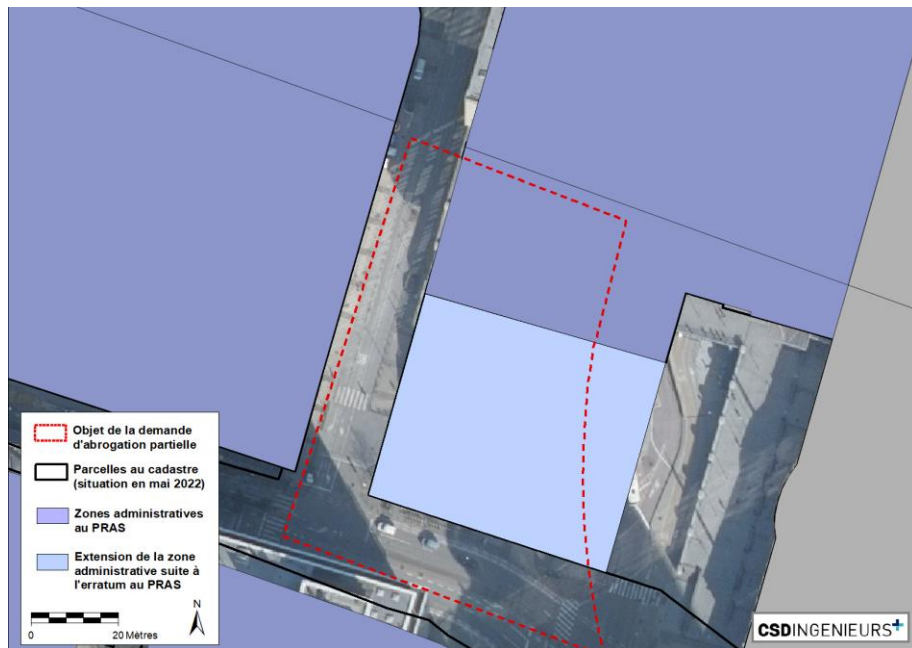 Objet de la demande
d'abrogation partielle
Parcelles au cadastre
(situation en mai 2022)
Zones administratives
au PRAS
Extension de la zone
administrative suite à
l'erratum au PRAS
N
0 20 Mètres
CSDINGENIEURS+